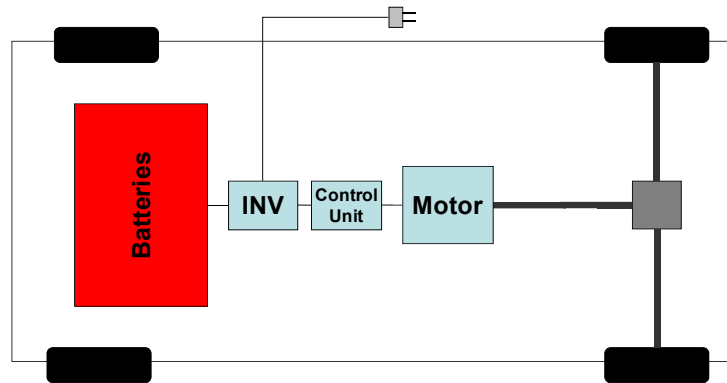 Batteries
INV
Control
Unit
Motor